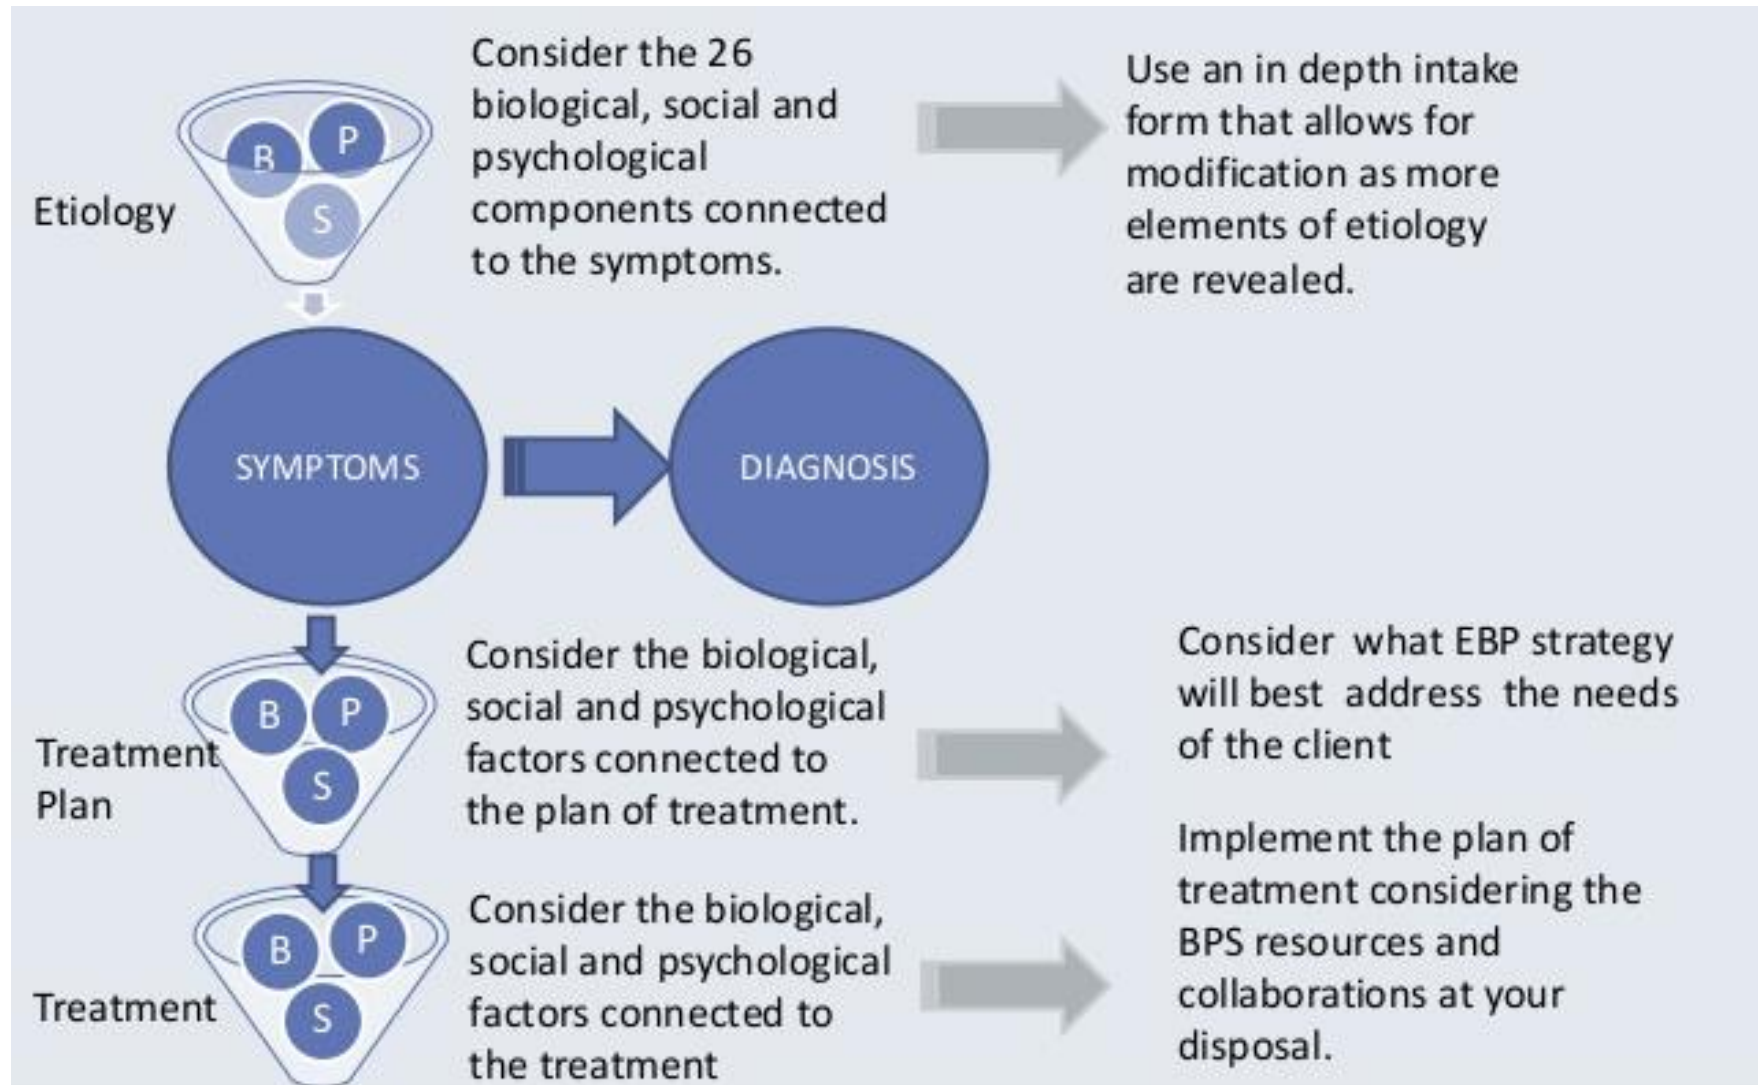 Etiology
B
P
S
Consider the 26
biological, social and
psychological
components connected
to the symptoms.
Use an in depth intake
form that allows for
modification as more
elements of etiology
are revealed.
SYMPTOMS
DIAGNOSIS
Treatment
Plan
B
P
S
Consider the biological,
social and psychological
factors connected to
the plan of treatment.
Consider what EBP strategy
will best address the needs
of the client
Treatment
B
P
S
Consider the biological,
social and psychological
factors connected to
the treatment
Implement the plan of
treatment considering the
BPS resources and
collaborations at your
disposal.